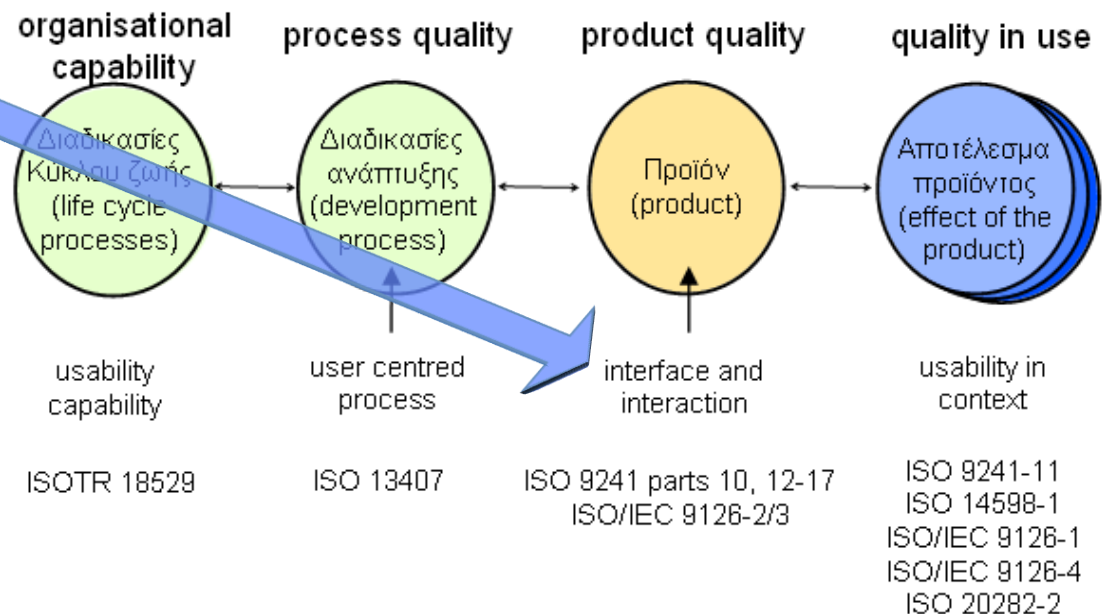 organisational
capability
process quality
product quality
quality in use
Διαδικασίες
Κύκλου ζωής
(life cycle
processes)
Διαδικασίες
ανάπτυξης
(development
process)
Προϊόν
(product)
Αποτέλεσμα
προϊόντος
(effect of the
product)
usability
capability
user centred
process
interface and
interaction
usability in
context
ISOTR 18529
ISO 13407
ISO 9241 parts 10, 12-17
ISO/IEC 9126-2/3
ISO 9241-11
ISO 14598-1
ISO/IEC 9126-1
ISO/IEC 9126-4
ISO 20282-2